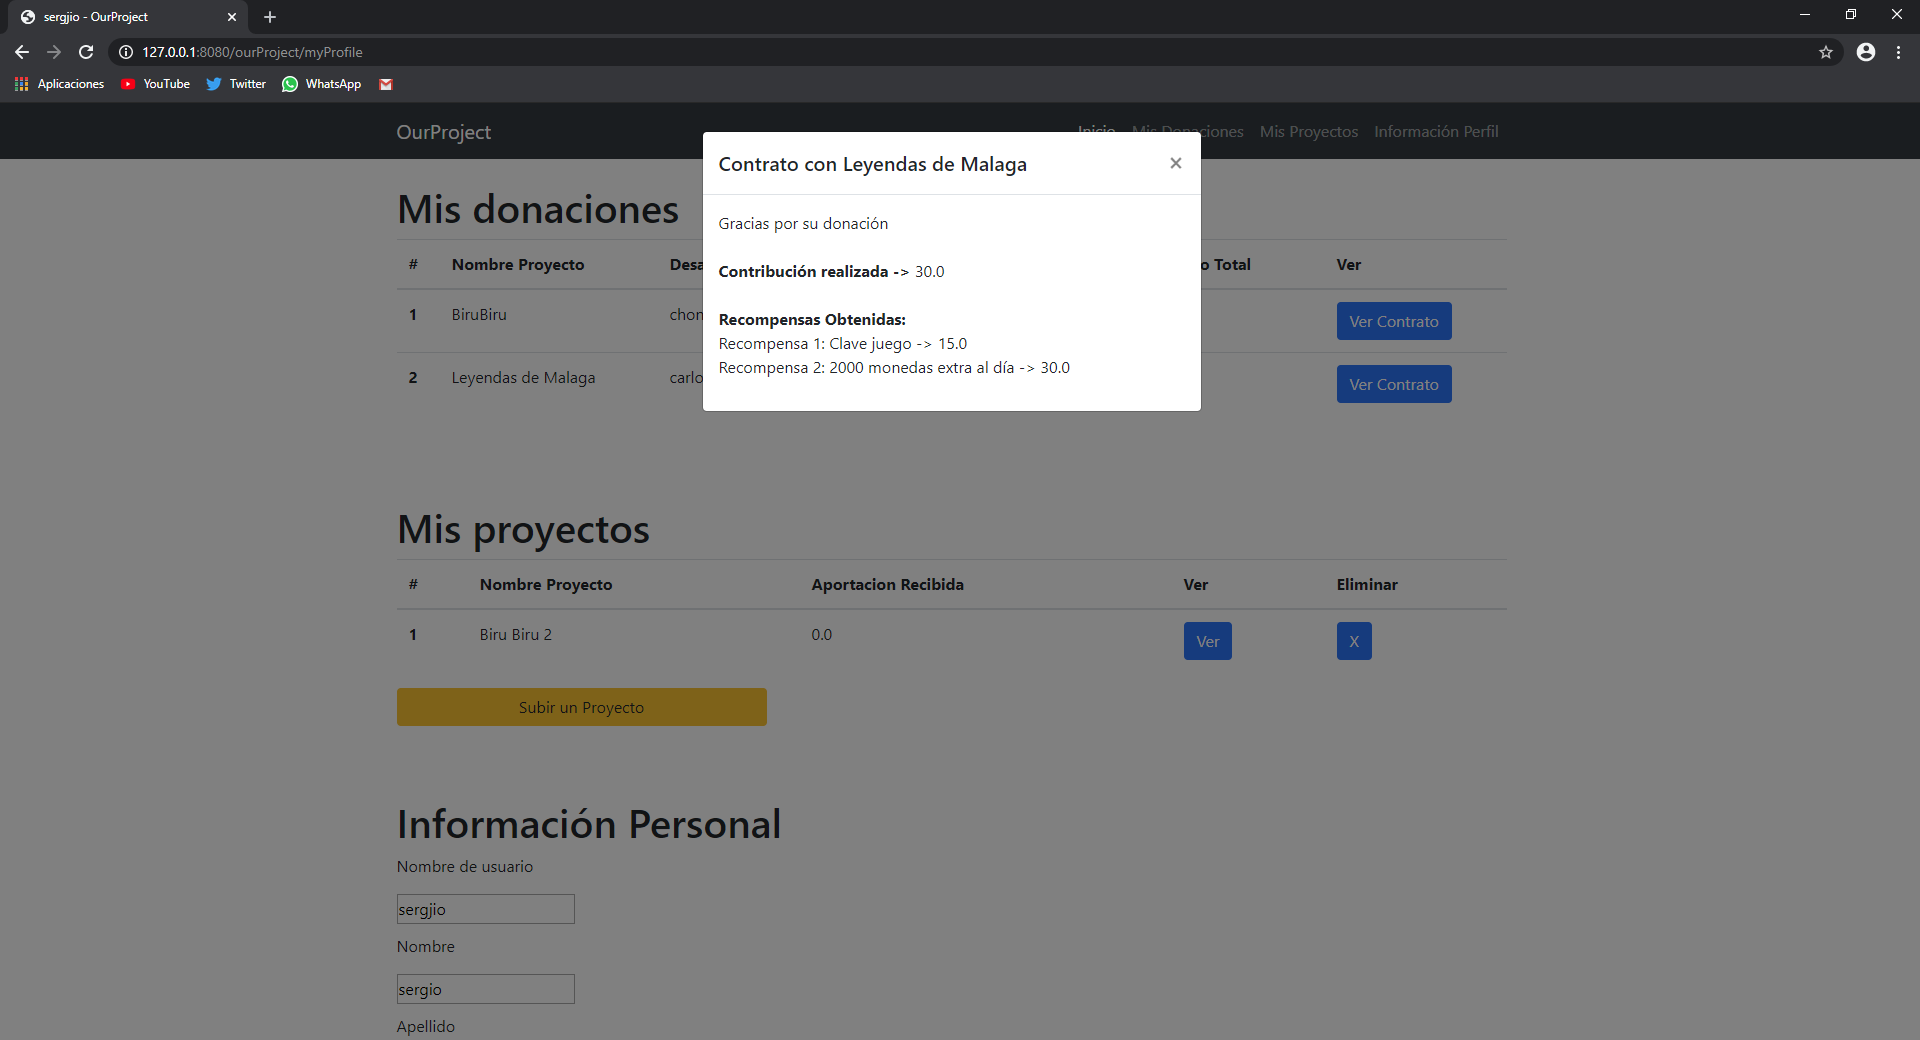 sergjio - OurProject
127.0.0.1:8080/ourProject/myProfile
Aplicaciones YouTube Twitter WhatsApp
OurProject Inicio Mis Donaciones Mis Proyectos Información Perfil
Contrato con Leyendas de Malaga ×
Gracias por su donación
Contribución realizada -> 30.0
Recompensas Obtenidas:
Recompensa 1: Clave juego -> 15.0
Recompensa 2: 2000 monedas extra al día -> 30.0
Mis donaciones
# Nombre Proyecto Desa o Total Ver
1 BiruBiru chon Ver Contrato
2 Leyendas de Malaga carlo Ver Contrato
Mis proyectos
# Nombre Proyecto Aportacion Recibida Ver Eliminar
1 Biru Biru 2 0.0 Ver X
Subir un Proyecto
Información Personal
Nombre de usuario
sergjio
Nombre
sergio
Apellido